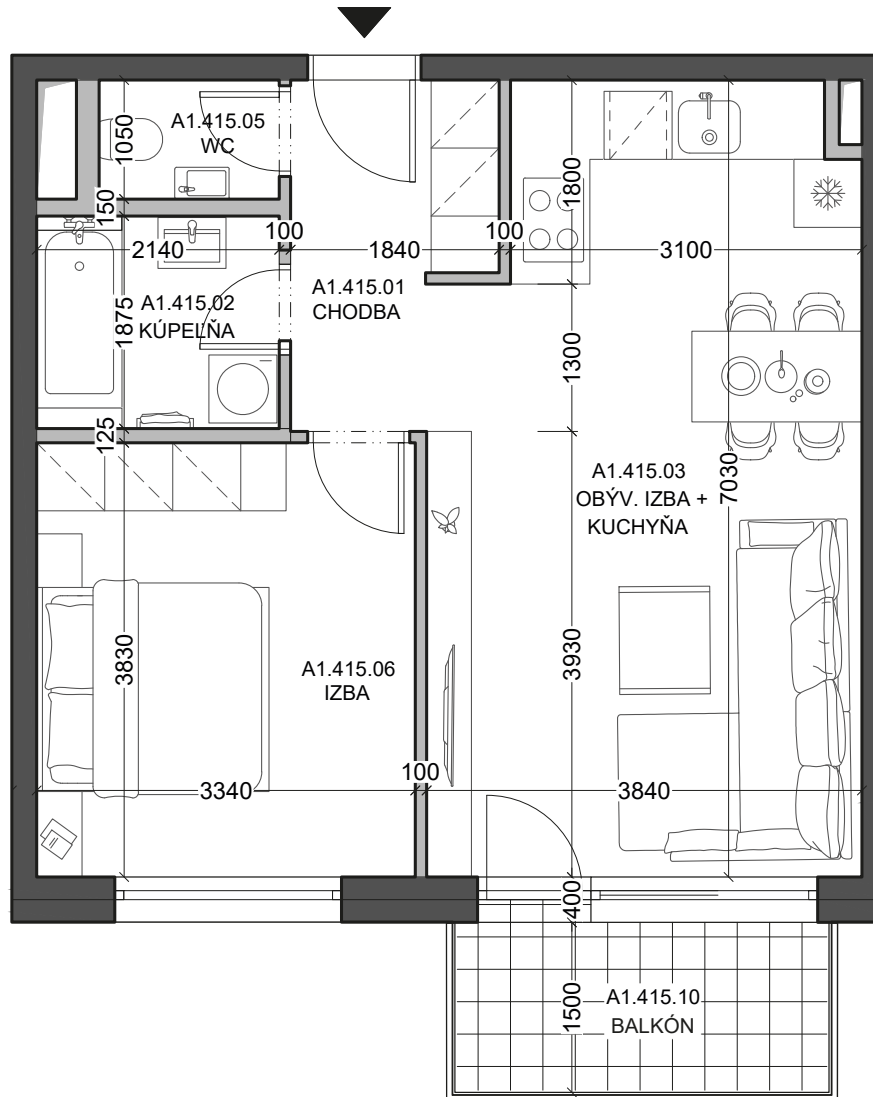 A1.415.05
WC
1050
150
1800
2140
100
1840
100
3100
A1.415.02
KÚPEĽŇA
1875
A1.415.01
CHODBA
1300
125
A1.415.03
OBÝV. IZBA +
KUCHYŇA
7030
3830
A1.415.06
IZBA
3930
3340
100
3840
400
1500
A1.415.10
BALKÓN